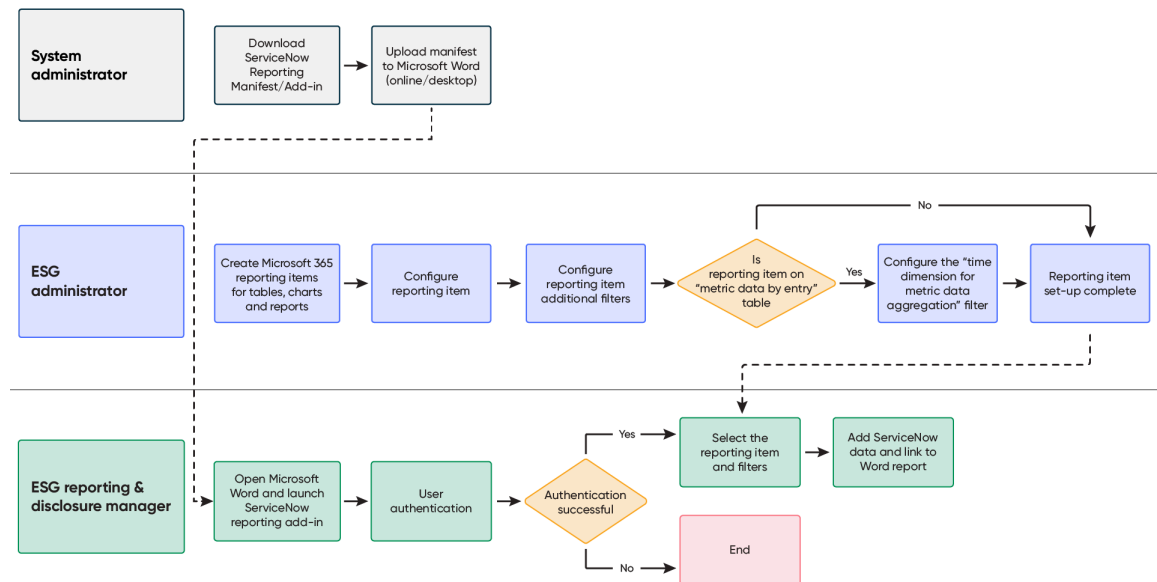 System
administrator
Download
ServiceNow
Reporting
Manifest/Add-in
Upload manifest
to Microsoft Word
(online/desktop)
No
ESG
administrator
Create Microsoft 365
reporting items
for tables, charts
and reports
Configure
reporting item
Configure
reporting item
additional filters
Is
reporting item on
“metric data by entry”
table
Yes
Configure the “time
dimension for
metric data
aggregation” filter
Reporting item
set-up complete
ESG reporting &
disclosure manager
Open Microsoft
Word and launch
ServiceNow
reporting add-in
User
authentication
Authentication
successful
Yes
Select the
reporting item
and filters
Add ServiceNow
data and link to
Word report
No
End